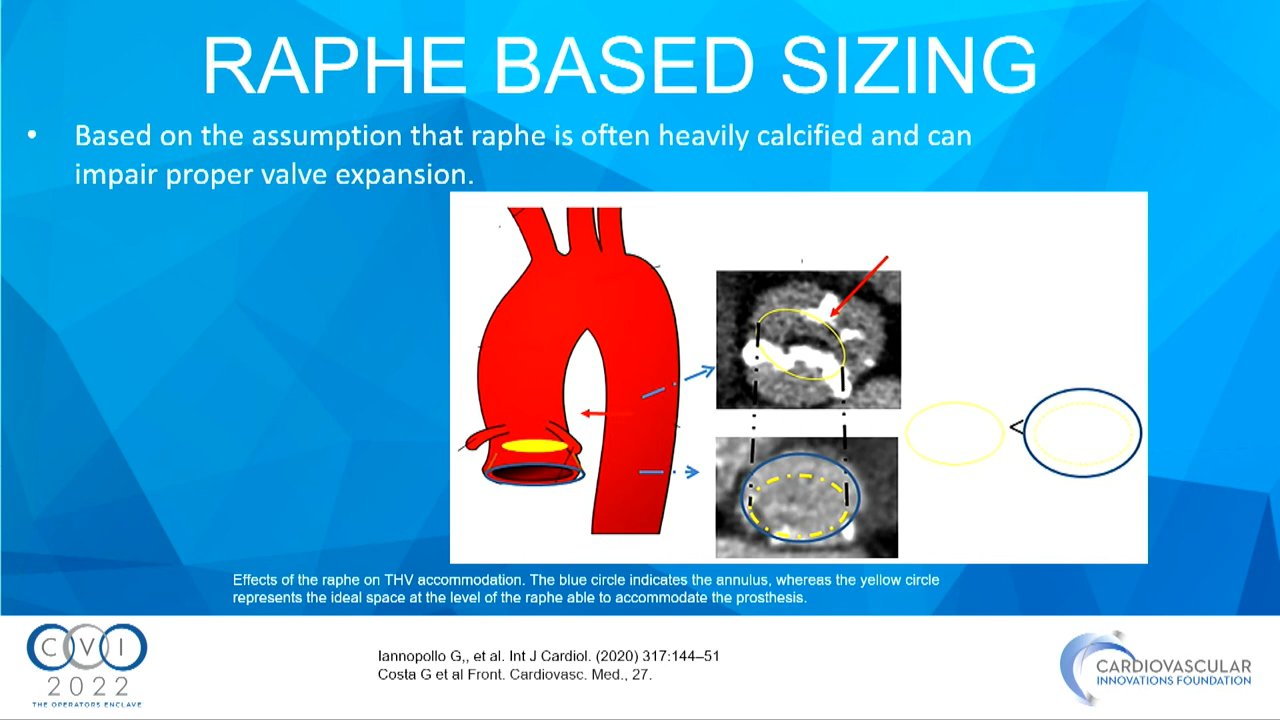 RAPHE BASED SIZING
• Based on the assumption that raphe is often heavily calcified and can
impair proper valve expansion.
<
Effects of the raphe on THV accommodation. The blue circle indicates the annulus, whereas the yellow circle
represents the ideal space at the level of the raphe able to accommodate the prosthesis.
CVI
2022
THE OPERATORS ENCLAVE
Iannopollo G,, et al. Int J Cardiol. (2020) 317:144–51
Costa G et al Front. Cardiovasc. Med., 27.
CARDIOVASCULAR
INNOVATIONS FOUNDATION